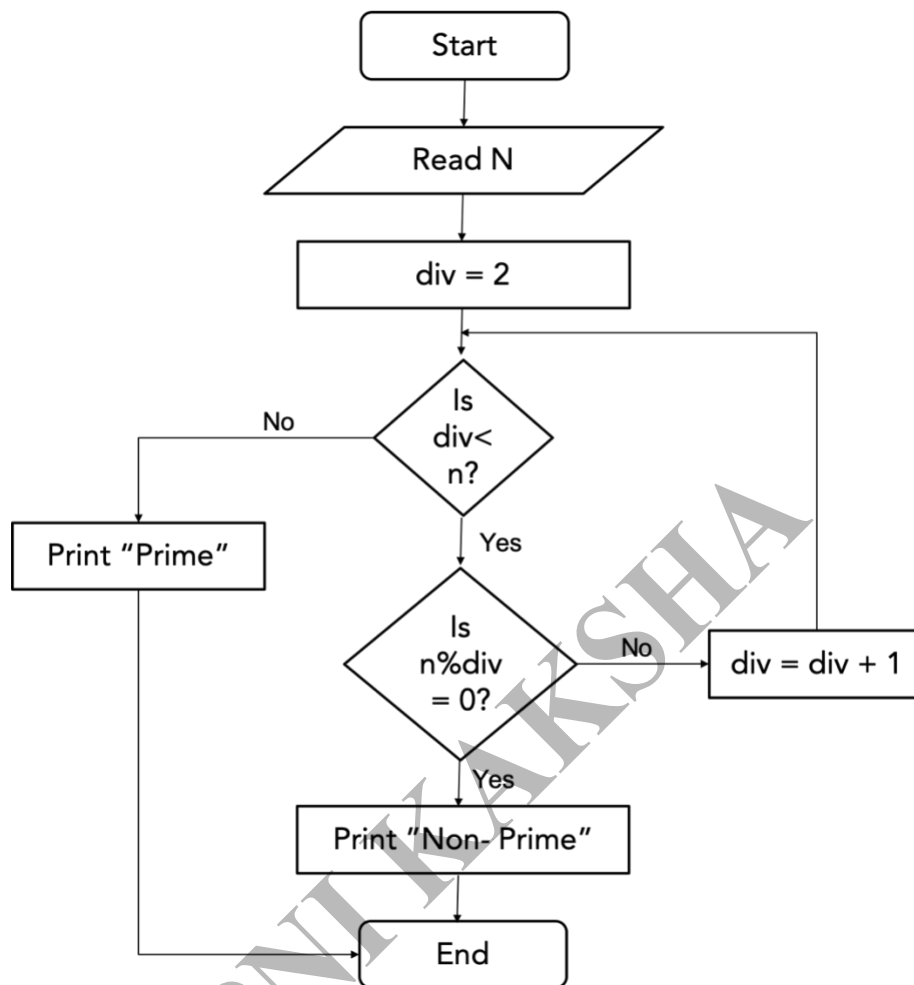 Start
Read N
div = 2
Is
div<
n?
No
Yes
Print “Prime”
Is
n%div
= 0?
No
div = div + 1
Yes
Print “Non- Prime”
End
KAKSHA